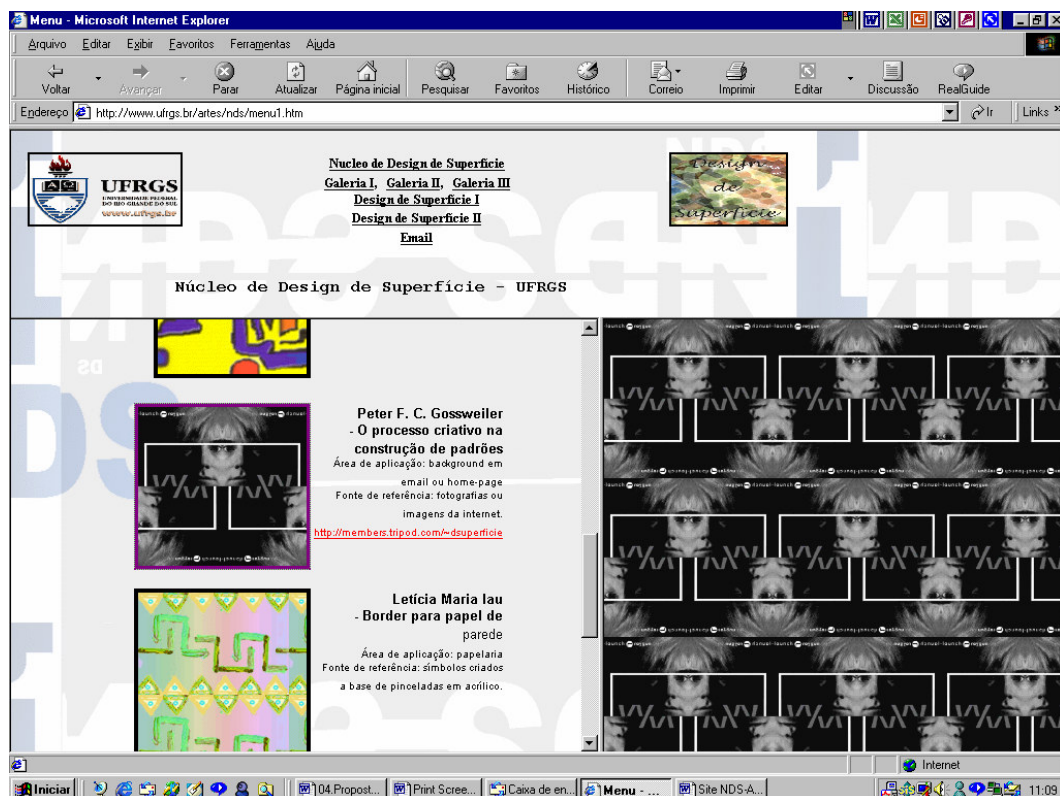 Menu - Microsoft Internet Explorer
Arquivo Editar Exibir Favoritos Ferramentas Ajuda
Voltar Avançar Parar Atualizar Página inicial Pesquisar Favoritos Histórico Correio Imprimir Editar Discussão RealGuide
Endereço http://www.ufrgs.br/artes/nds/menu1.htm Ir Links »
UFRGS
UNIVERSIDADE FEDERAL
DO RIO GRANDE DO SUL
www.ufrgs.br
Nucleo de Design de Superfície
Galeria I, Galeria II, Galeria III
Design de Superfície I
Design de Superfície II
Email
Design
de
Superfície
Núcleo de Design de Superfície - UFRGS
Peter F. C. Gossweiler
- O processo criativo na
construção de padrões
Área de aplicação: background em
email ou home-page
Fonte de referência: fotografias ou
imagens da internet.
http://members.tripod.com/~dsuperficie
Letícia Maria lau
- Border para papel de
parede
Área de aplicação: papelaria
Fonte de referência: símbolos criados
a base de pinceladas em acrílico.
Internet
Iniciar 04.Propost... Print Scree... Caixa de en... Menu - ... Site NDS-A... 11:09